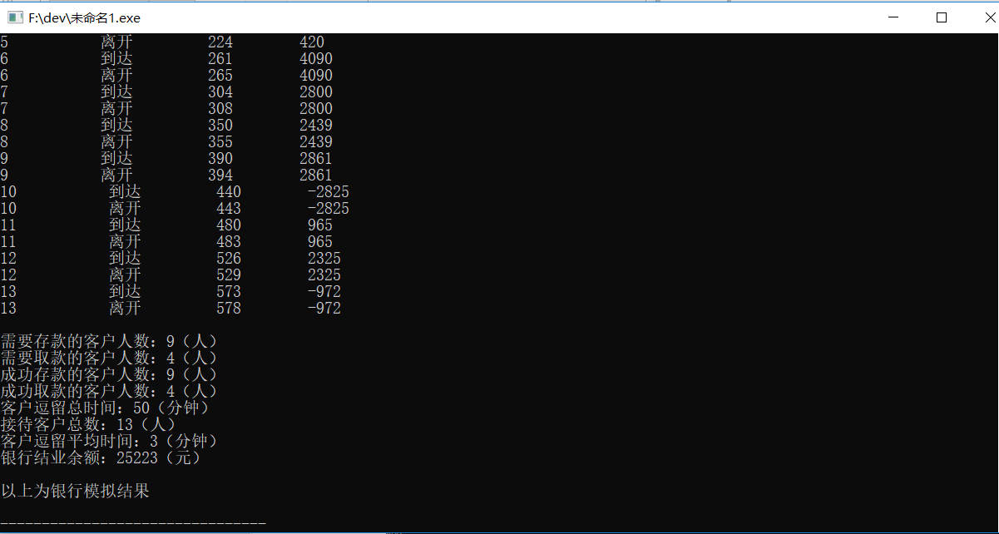 F:\dev\未命名1.exe
5 离开 224 420
6 到达 261 4090
6 离开 265 4090
7 到达 304 2800
7 离开 308 2800
8 到达 350 2439
8 离开 355 2439
9 到达 390 2861
9 离开 394 2861
10 到达 440 -2825
10 离开 443 -2825
11 到达 480 965
11 离开 483 965
12 到达 526 2325
12 离开 529 2325
13 到达 573 -972
13 离开 578 -972
需要存款的客户人数：9（人）
需要取款的客户人数：4（人）
成功存款的客户人数：9（人）
成功取款的客户人数：4（人）
客户逗留总时间：50（分钟）
接待客户总数：13（人）
客户逗留平均时间：3（分钟）
银行结业余额：25223（元）
以上为银行模拟结果
--------------------------------